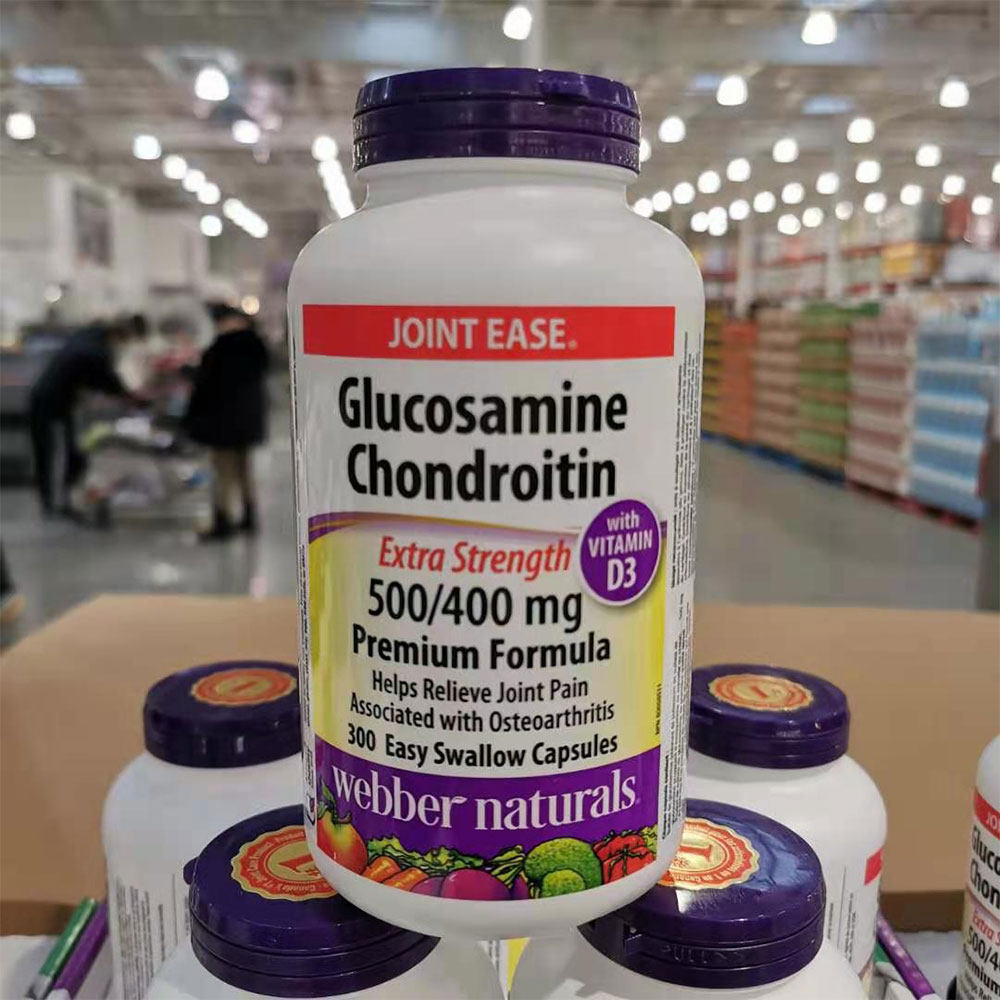 JOINT EASE®
Glucosamine
Chondroitin
with
VITAMIN
D3
Extra Strength
500/400 mg
Premium Formula
Helps Relieve Joint Pain
Associated with Osteoarthritis
300 Easy Swallow Capsules
webber naturals
PULL